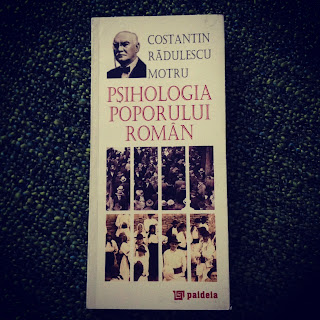 COSTANTIN
RĂDULESCU
MOTRU
PSIHOLOGIA
POPORULUI
ROMÂN
paideia